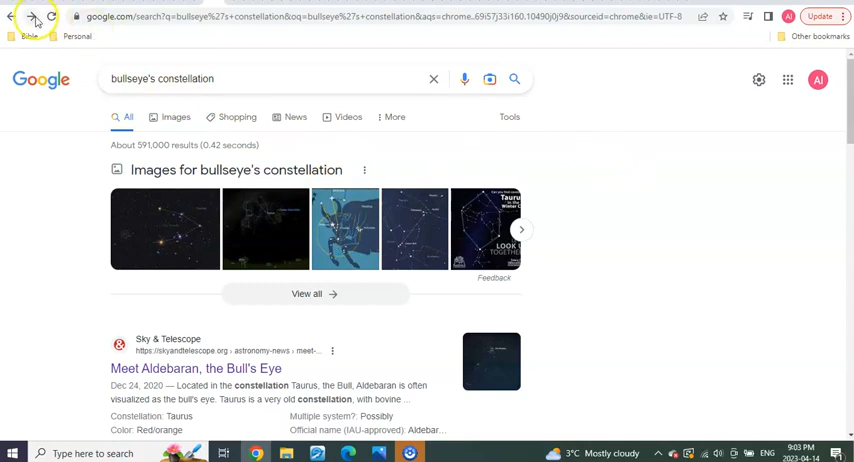 google.com/search?q=bullseye%27s+constellation&oq=bullseye%27s+constellation&aqs=chrome..69i57j33i160.10490j0j9&sourceid=chrome&ie=UTF-8
AI
Update
Bible
Personal
Other bookmarks
Google
bullseye's constellation
AI
All
Images
Shopping
News
Videos
More
Tools
About 591,000 results (0.42 seconds)
Images for bullseye's constellation
Taurus
LOOK
Feedback
View all
Sky & Telescope
https://skyandtelescope.org › astronomy-news › meet-...
Meet Aldebaran, the Bull's Eye
Dec 24, 2020 — Located in the constellation Taurus, the Bull, Aldebaran is often
visualized as the bull's eye. Taurus is a very old constellation, with bovine ...
Constellation: Taurus
Multiple system?: Possibly
Color: Red/orange
Official name (IAU-approved): Aldebar...
Type here to search
3°C Mostly cloudy
ENG
9:03 PM
2023-04-14